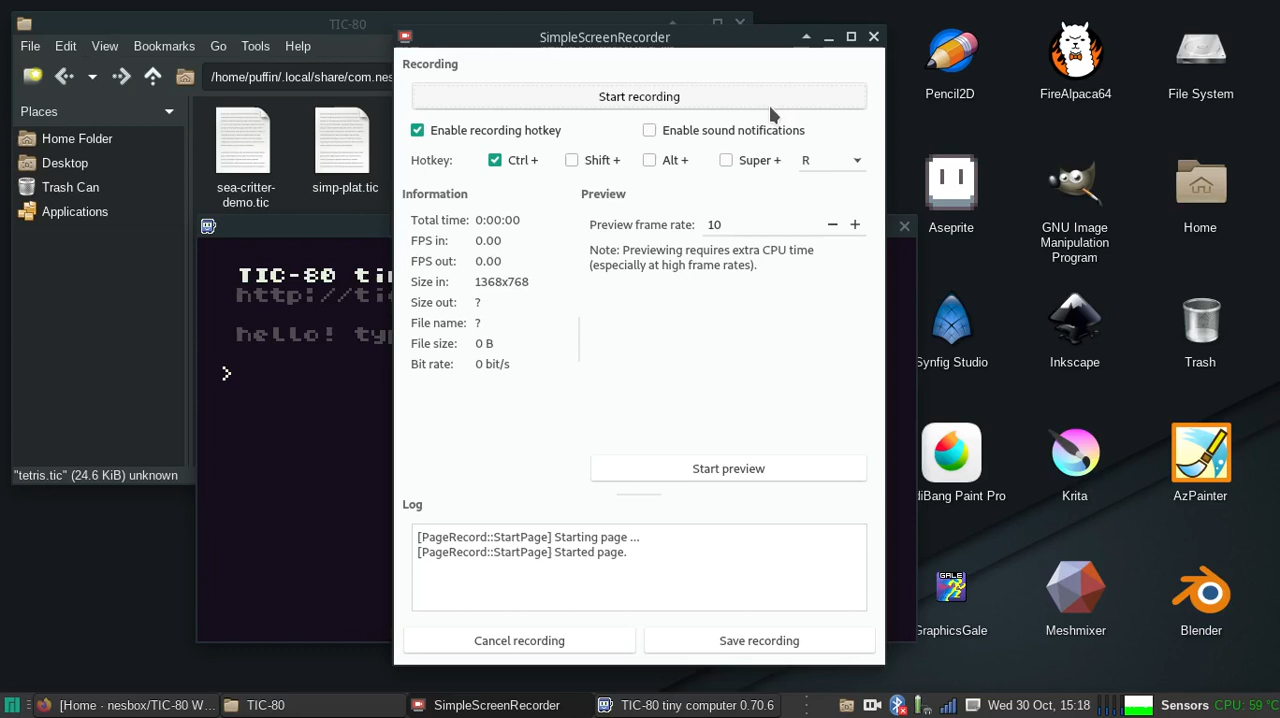 TIC-80
File Edit View Bookmarks Go Tools Help
/home/puffin/.local/share/com.nes
Places
Home Folder
Desktop
Trash Can
Applications
sea-critter-
demo.tic
simp-plat.tic
"tetris.tic" (24.6 KiB) unknown
TIC-80 ti
http://ti
hello! ty
>
SimpleScreenRecorder
Recording
Start recording
Enable recording hotkey
Enable sound notifications
Hotkey: Ctrl + Shift + Alt + Super + R
Information
Total time: 0:00:00
FPS in: 0.00
FPS out: 0.00
Size in: 1368x768
Size out: ?
File name: ?
File size: 0 B
Bit rate: 0 bit/s
Preview
Preview frame rate: 10
Note: Previewing requires extra CPU time
(especially at high frame rates).
Start preview
Log
[PageRecord::StartPage] Starting page ...
[PageRecord::StartPage] Started page.
Cancel recording
Save recording
Pencil2D
FireAlpaca64
File System
Aseprite
GNU Image
Manipulation
Program
Home
Synfig Studio
Inkscape
Trash
diBang Paint Pro
Krita
AzPainter
GALE
GraphicsGale
Meshmixer
Blender
[Home · nesbox/TIC-80 W...
TIC-80
SimpleScreenRecorder
TIC-80 tiny computer 0.70.6
Wed 30 Oct, 15:18
Sensors CPU: 59 °C